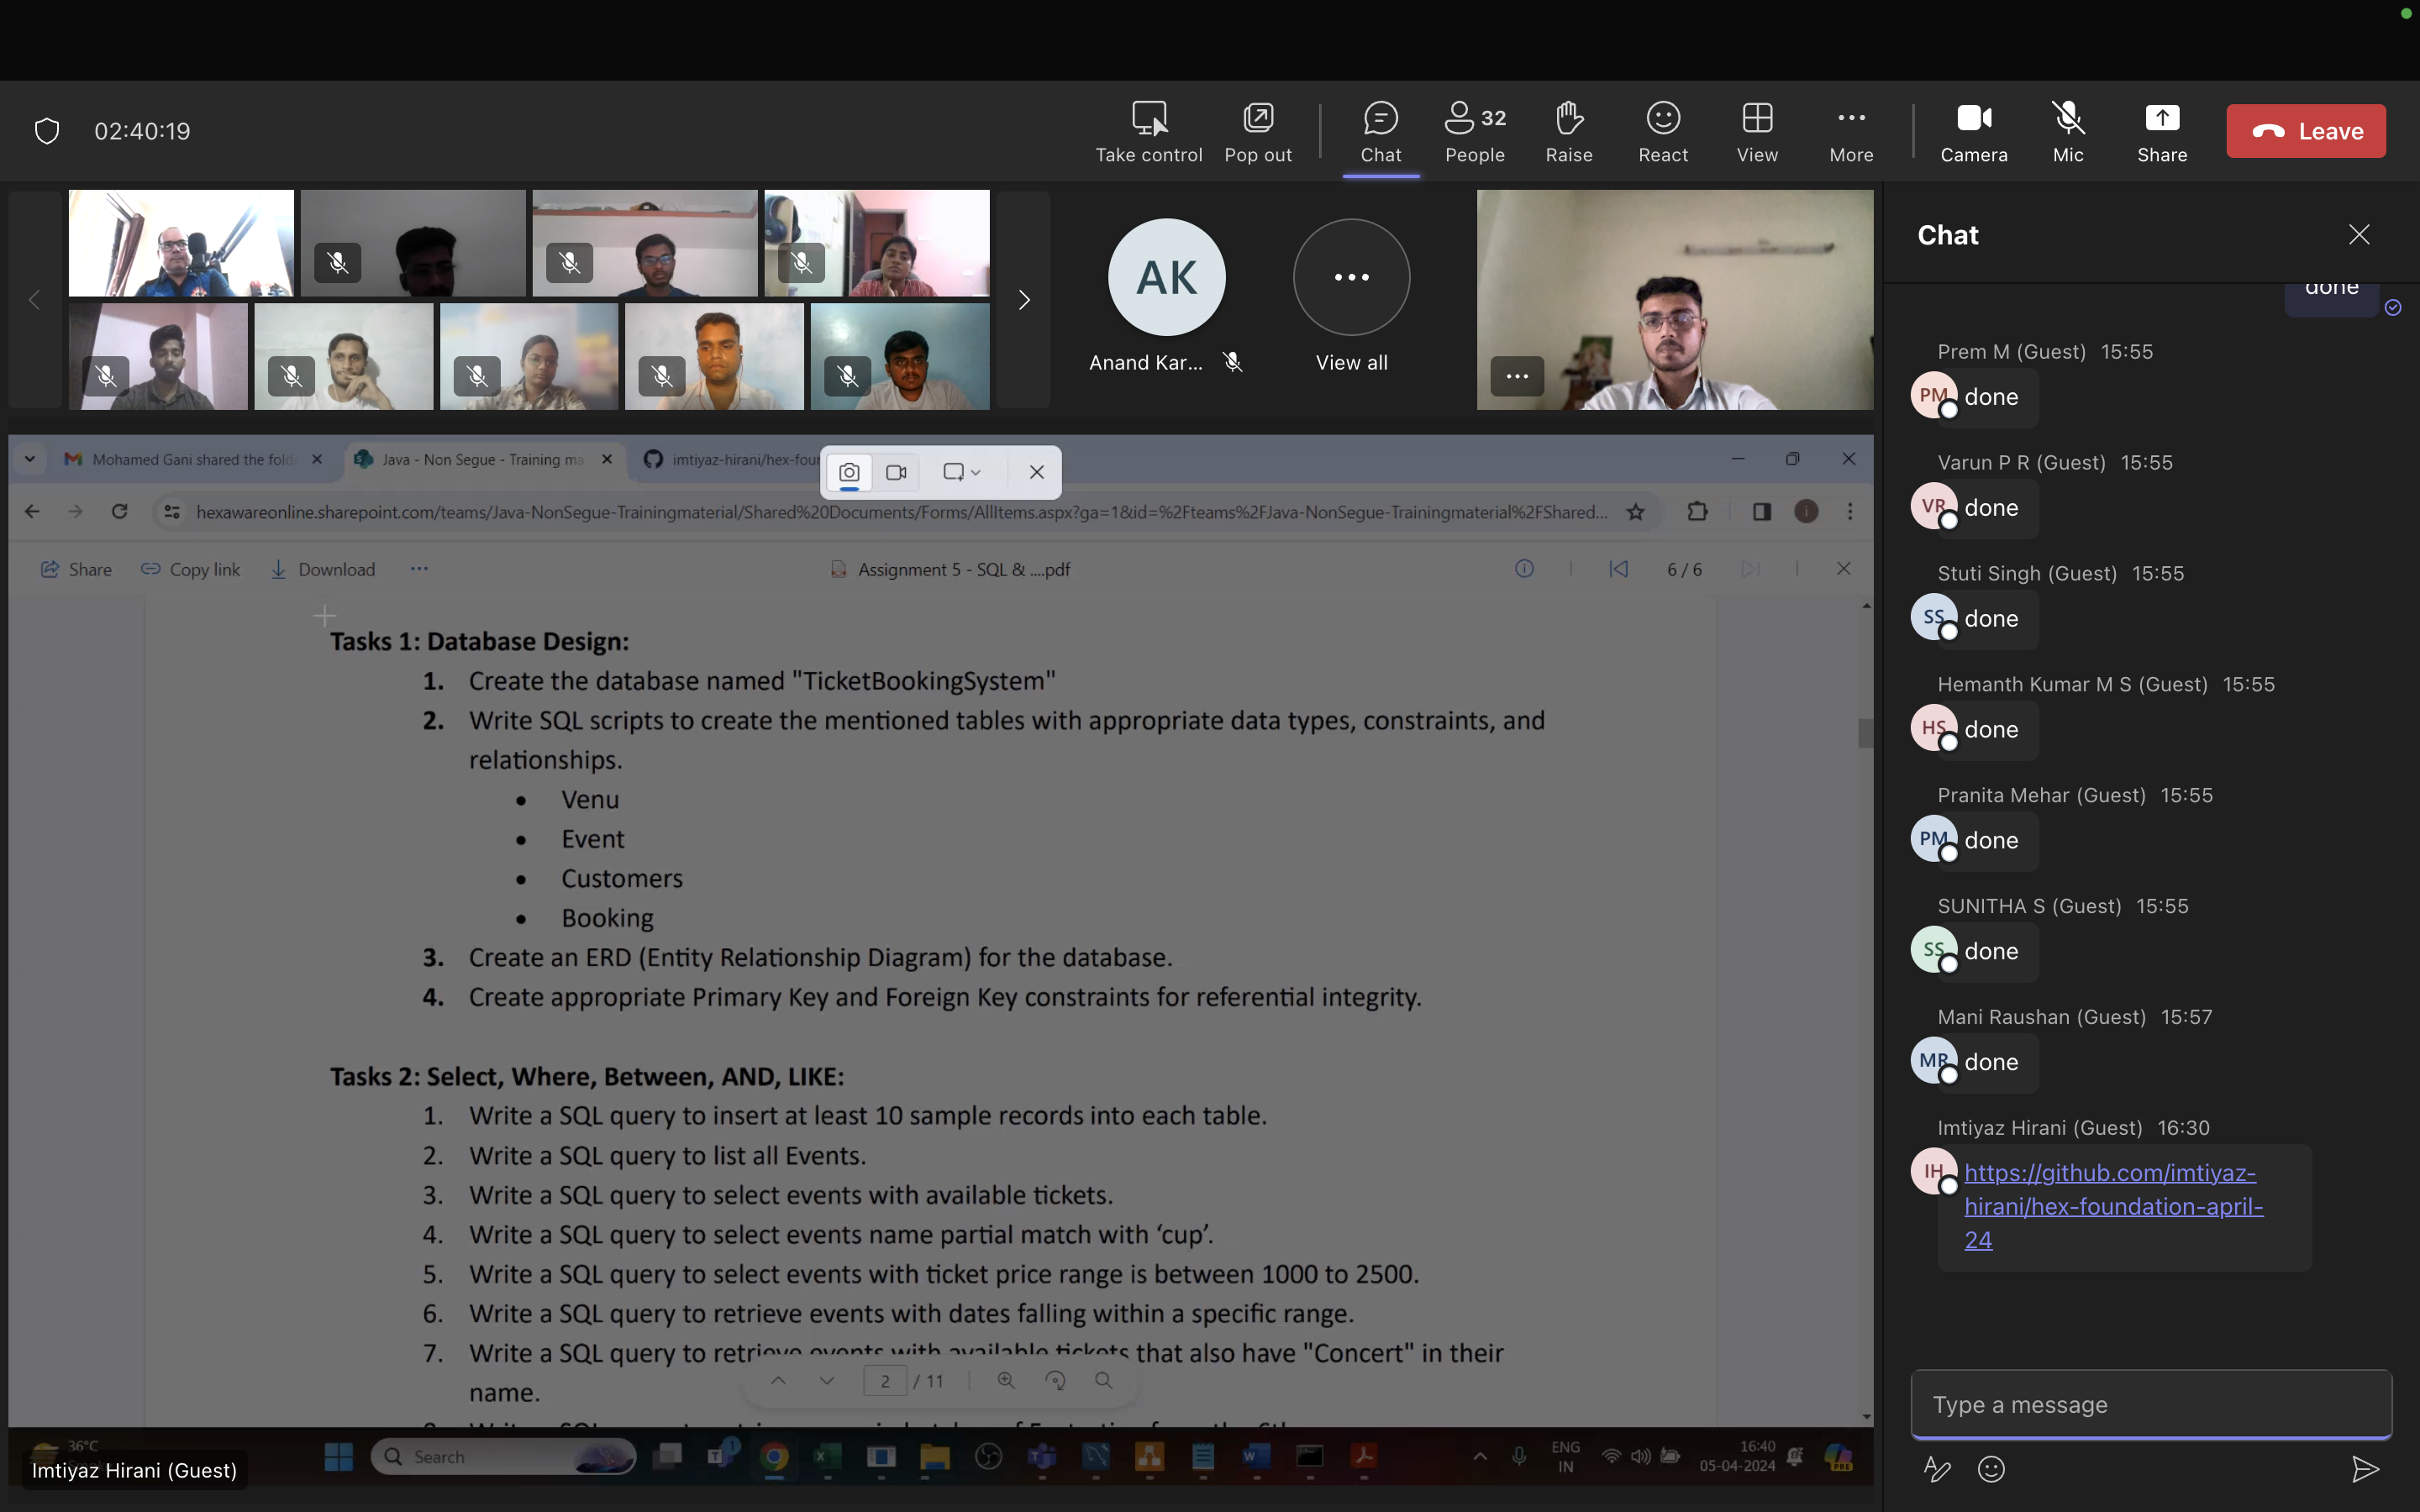 02:40:19
Take control
Pop out
Chat
People
32
Raise
React
View
More
Camera
Mic
Share
Leave
AK
Anand Kar...
View all
Mohamed Gani shared the fold
Java - Non Segue - Training ma
imtiyaz-hirani/hex-four
hexawareonline.sharepoint.com/teams/Java-NonSegue-Trainingmaterial/Shared%20Documents/Forms/AllItems.aspx?ga=1&id=%2Fteams%2FJava-NonSegue-Trainingmaterial%2FShared...
Share
Copy link
Download
Assignment 5 - SQL & ....pdf
6 / 6
Tasks 1: Database Design:
1. Create the database named "TicketBookingSystem"
2. Write SQL scripts to create the mentioned tables with appropriate data types, constraints, and
relationships.
• Venu
• Event
• Customers
• Booking
3. Create an ERD (Entity Relationship Diagram) for the database.
4. Create appropriate Primary Key and Foreign Key constraints for referential integrity.
Tasks 2: Select, Where, Between, AND, LIKE:
1. Write a SQL query to insert at least 10 sample records into each table.
2. Write a SQL query to list all Events.
3. Write a SQL query to select events with available tickets.
4. Write a SQL query to select events name partial match with ‘cup’.
5. Write a SQL query to select events with ticket price range is between 1000 to 2500.
6. Write a SQL query to retrieve events with dates falling within a specific range.
7. Write a SQL query to retrieve events with available tickets that also have "Concert" in their
name.
2 / 11
36°C
Search
1
ENG
IN
16:40
05-04-2024
PRE
Imtiyaz Hirani (Guest)
Chat
done
Prem M (Guest) 15:55
PM
done
Varun P R (Guest) 15:55
VR
done
Stuti Singh (Guest) 15:55
SS
done
Hemanth Kumar M S (Guest) 15:55
HS
done
Pranita Mehar (Guest) 15:55
PM
done
SUNITHA S (Guest) 15:55
SS
done
Mani Raushan (Guest) 15:57
MR
done
Imtiyaz Hirani (Guest) 16:30
IH
https://github.com/imtiyaz-
hirani/hex-foundation-april-
24
Type a message